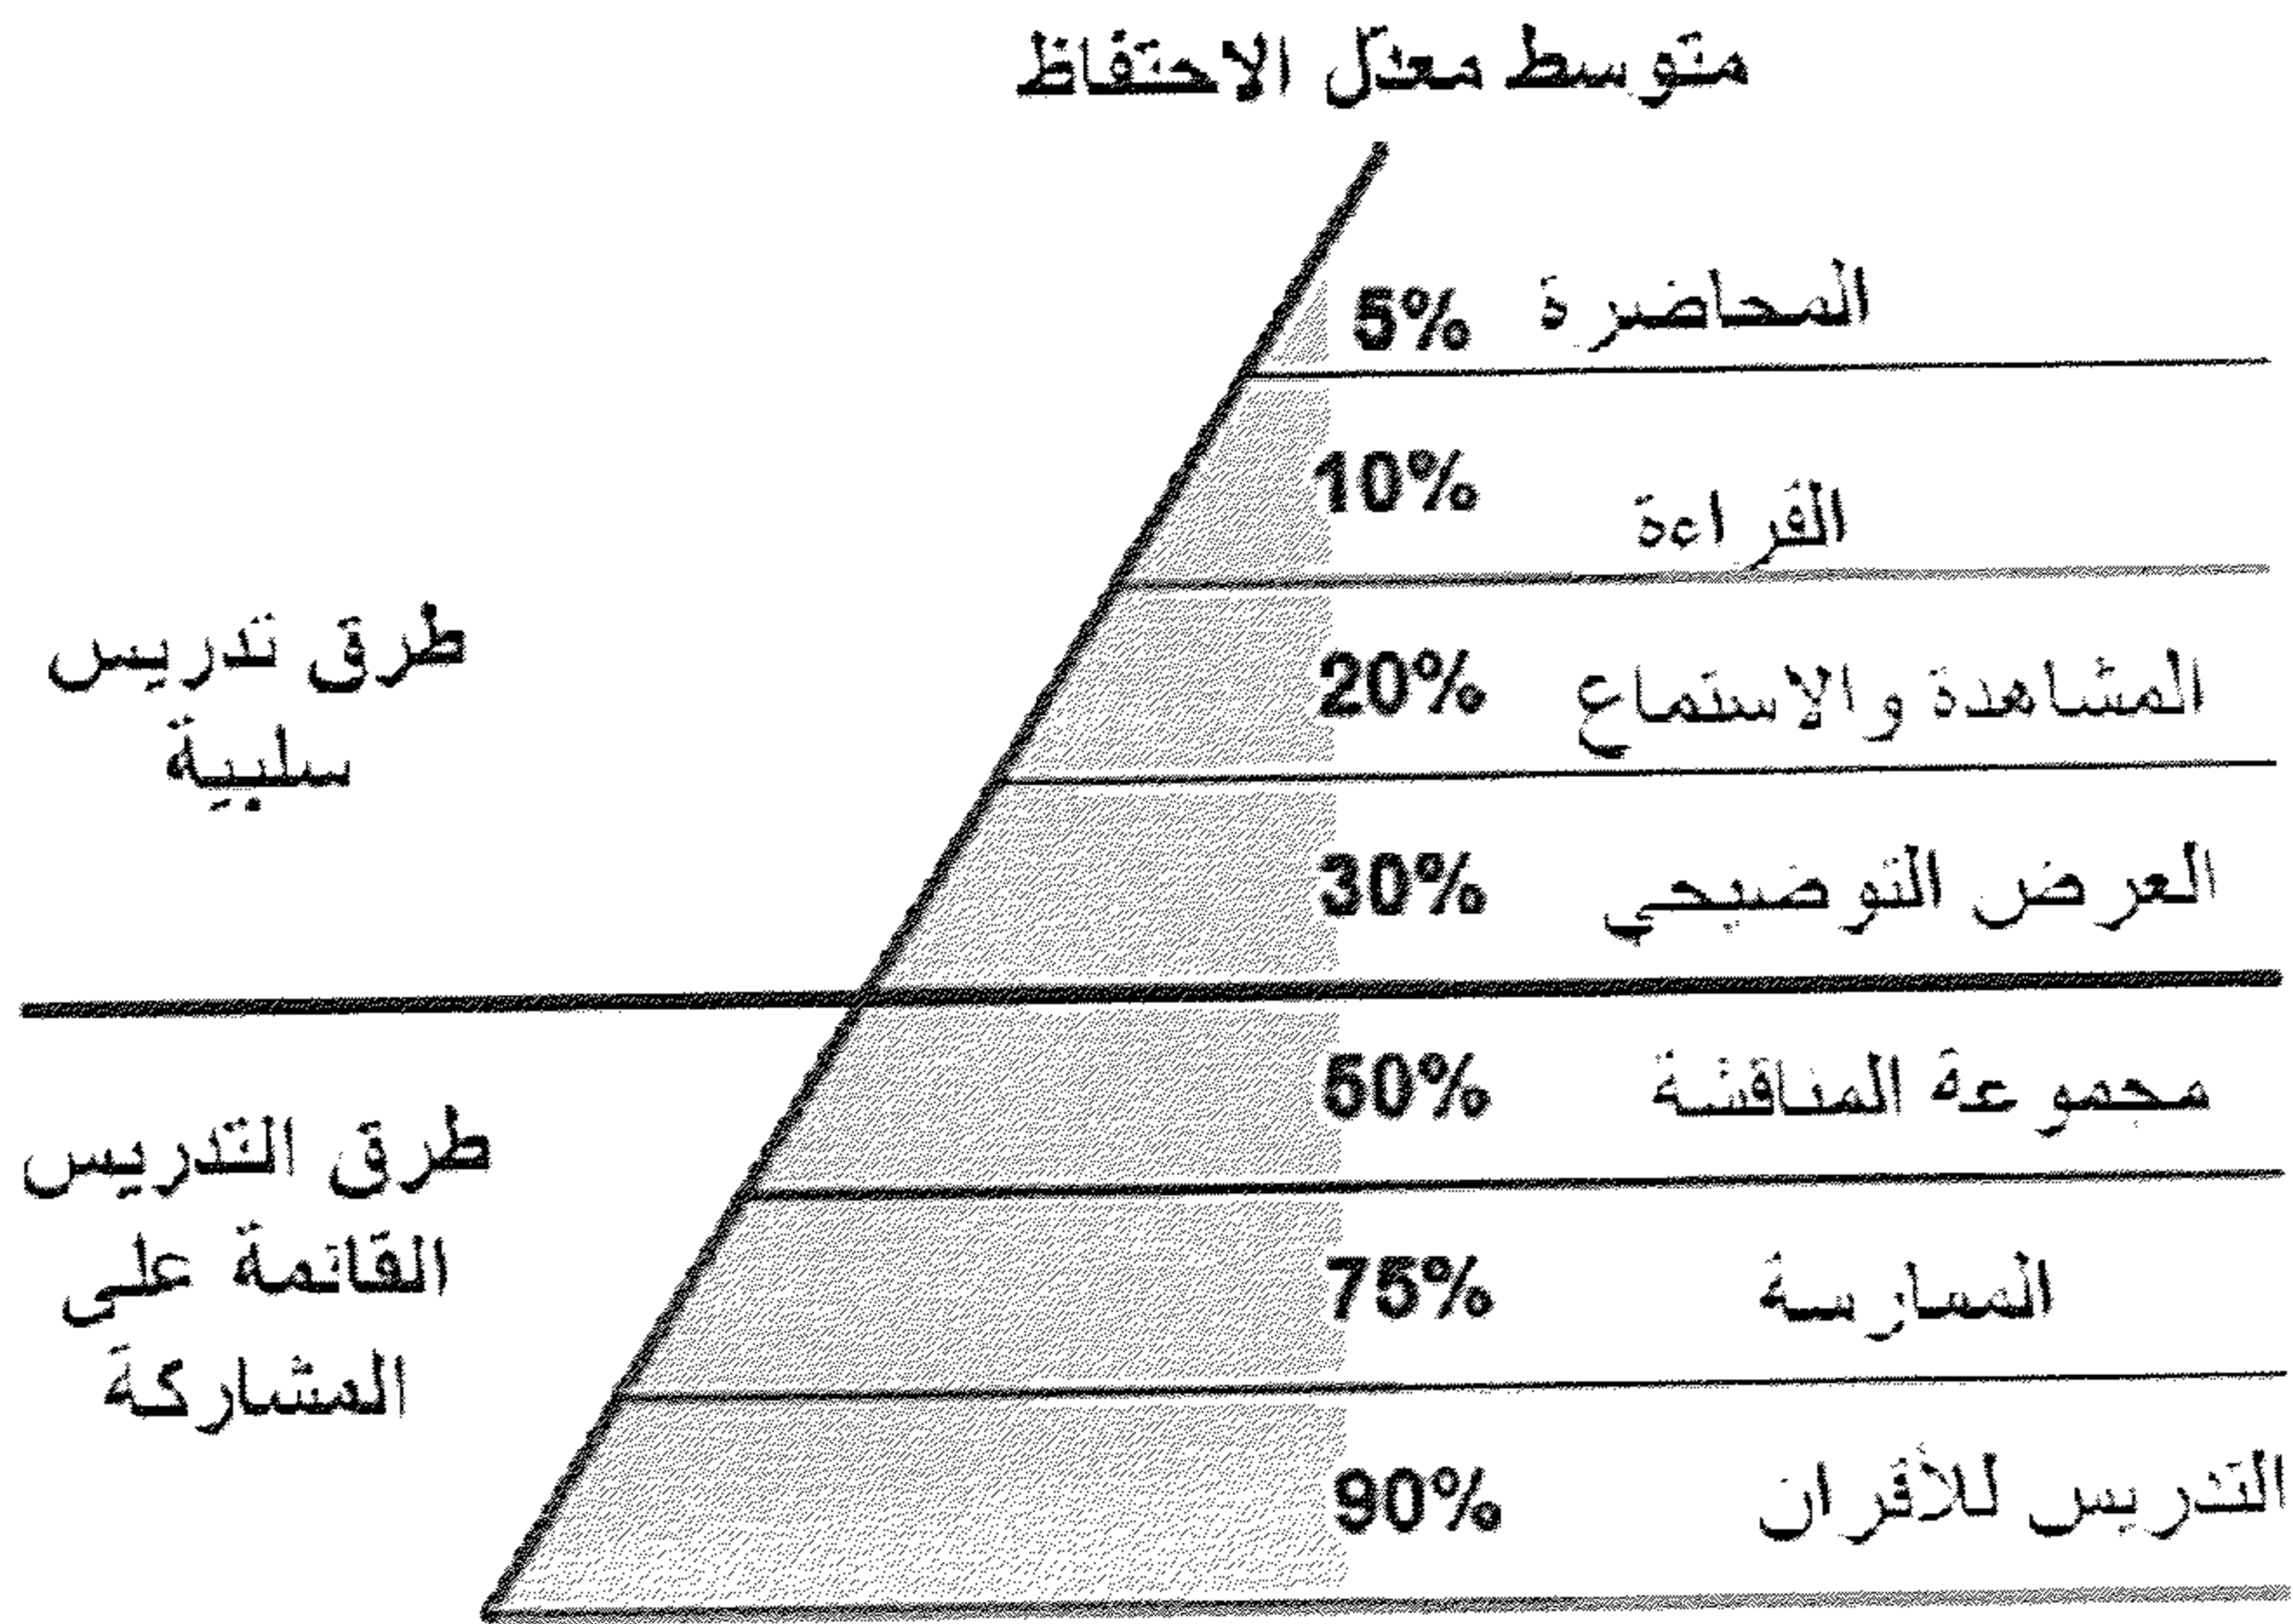 متوسط معدّل الاحتفاظ
المحاضرة 5%
القراءة 10%
المشاهدة والاستماع 20%
العرض التوضيحي 30%
مجموعة المناقشة 50%
الممارسة 75%
التدريس للأقران 90%
طرق تدريس
سلبية
طرق التدريس
القائمة على
المشاركة